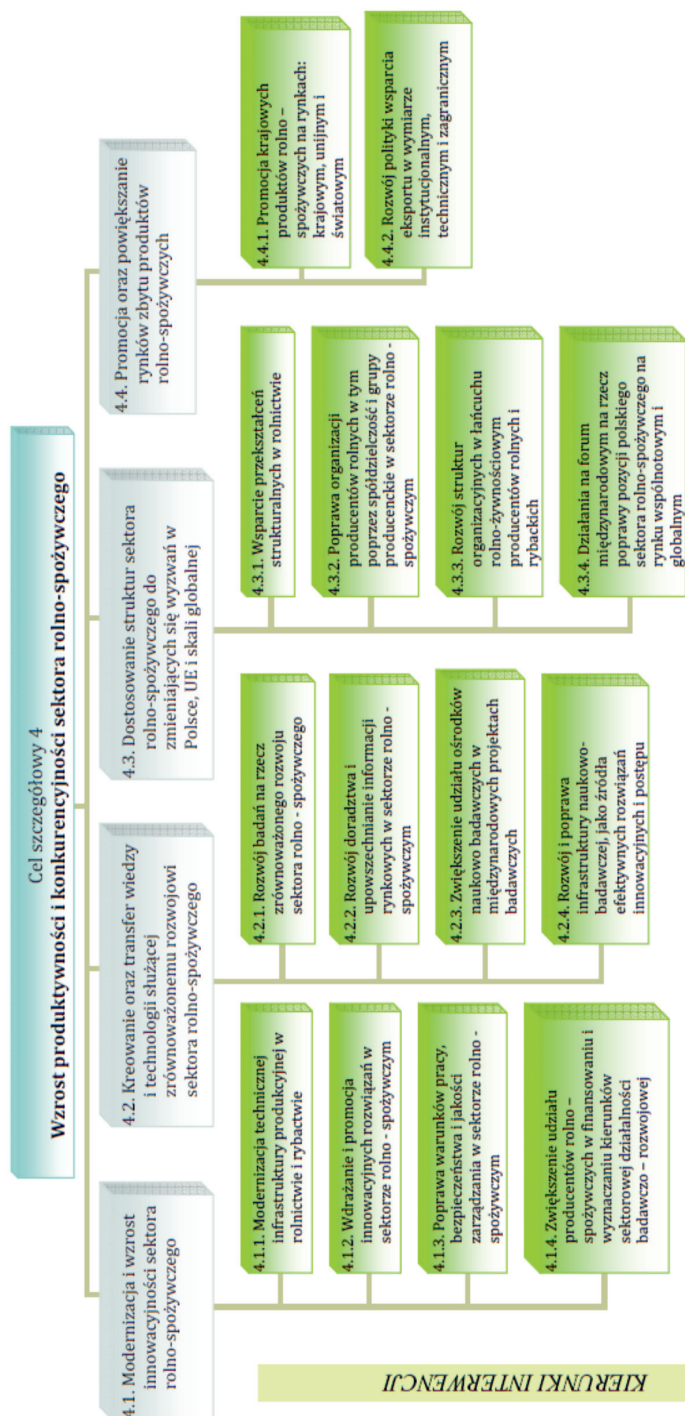 Cel szczegółowy 4
Wzrost produktywności i konkurencyjności sektora rolno-spożywczego
4.1. Modernizacja i wzrost
innowacyjności sektora
rolno-spożywczego
4.1.1. Modernizacja technicznej
infrastruktury produkcyjnej w
rolnictwie i rybactwie
4.1.2. Wdrażanie i promocja
innowacyjnych rozwiązań w
sektorze rolno - spożywczym
4.1.3. Poprawa warunków pracy,
bezpieczeństwa i jakości
zarządzania w sektorze rolno -
spożywczym
4.1.4. Zwiększenie udziału
producentów rolno –
spożywczych w finansowaniu i
wyznaczaniu kierunków
sektorowej działalności
badawczo – rozwojowej
4.2. Kreowanie oraz transfer wiedzy
i technologii służącej
zrównoważonemu rozwojowi
sektora rolno-spożywczego
4.2.1. Rozwój badań na rzecz
zrównoważonego rozwoju
sektora rolno - spożywczego
4.2.2. Rozwój doradztwa i
upowszechnianie informacji
rynkowych w sektorze rolno -
spożywczym
4.2.3. Zwiększenie udziału ośrodków
naukowo badawczych w
międzynarodowych projektach
badawczych
4.2.4. Rozwój i poprawa
infrastruktury naukowo-
badawczej, jako źródła
efektywnych rozwiązań
innowacyjnych i postępu
4.3. Dostosowanie struktur sektora
rolno-spożywczego do
zmieniających się wyzwań w
Polsce, UE i skali globalnej
4.3.1. Wsparcie przekształceń
strukturalnych w rolnictwie
4.3.2. Poprawa organizacji
producentów rolnych w tym
poprzez spółdzielczość i grupy
producenckie w sektorze rolno -
spożywczym
4.3.3. Rozwój struktur
organizacyjnych w łańcuchu
rolno-żywnościowym
producentów rolnych i
rybackich
4.3.4. Działania na forum
międzynarodowym na rzecz
poprawy pozycji polskiego
sektora rolno-spożywczego na
rynku wspólnotowym i
globalnym
4.4. Promocja oraz powiększanie
rynków zbytu produktów
rolno-spożywczych
4.4.1. Promocja krajowych
produktów rolno –
spożywczych na rynkach:
krajowym, unijnym i
światowym
4.4.2. Rozwój polityki wsparcia
eksportu w wymiarze
instytucjonalnym,
technicznym i zagranicznym
KIERUNKI INTERWENCJI